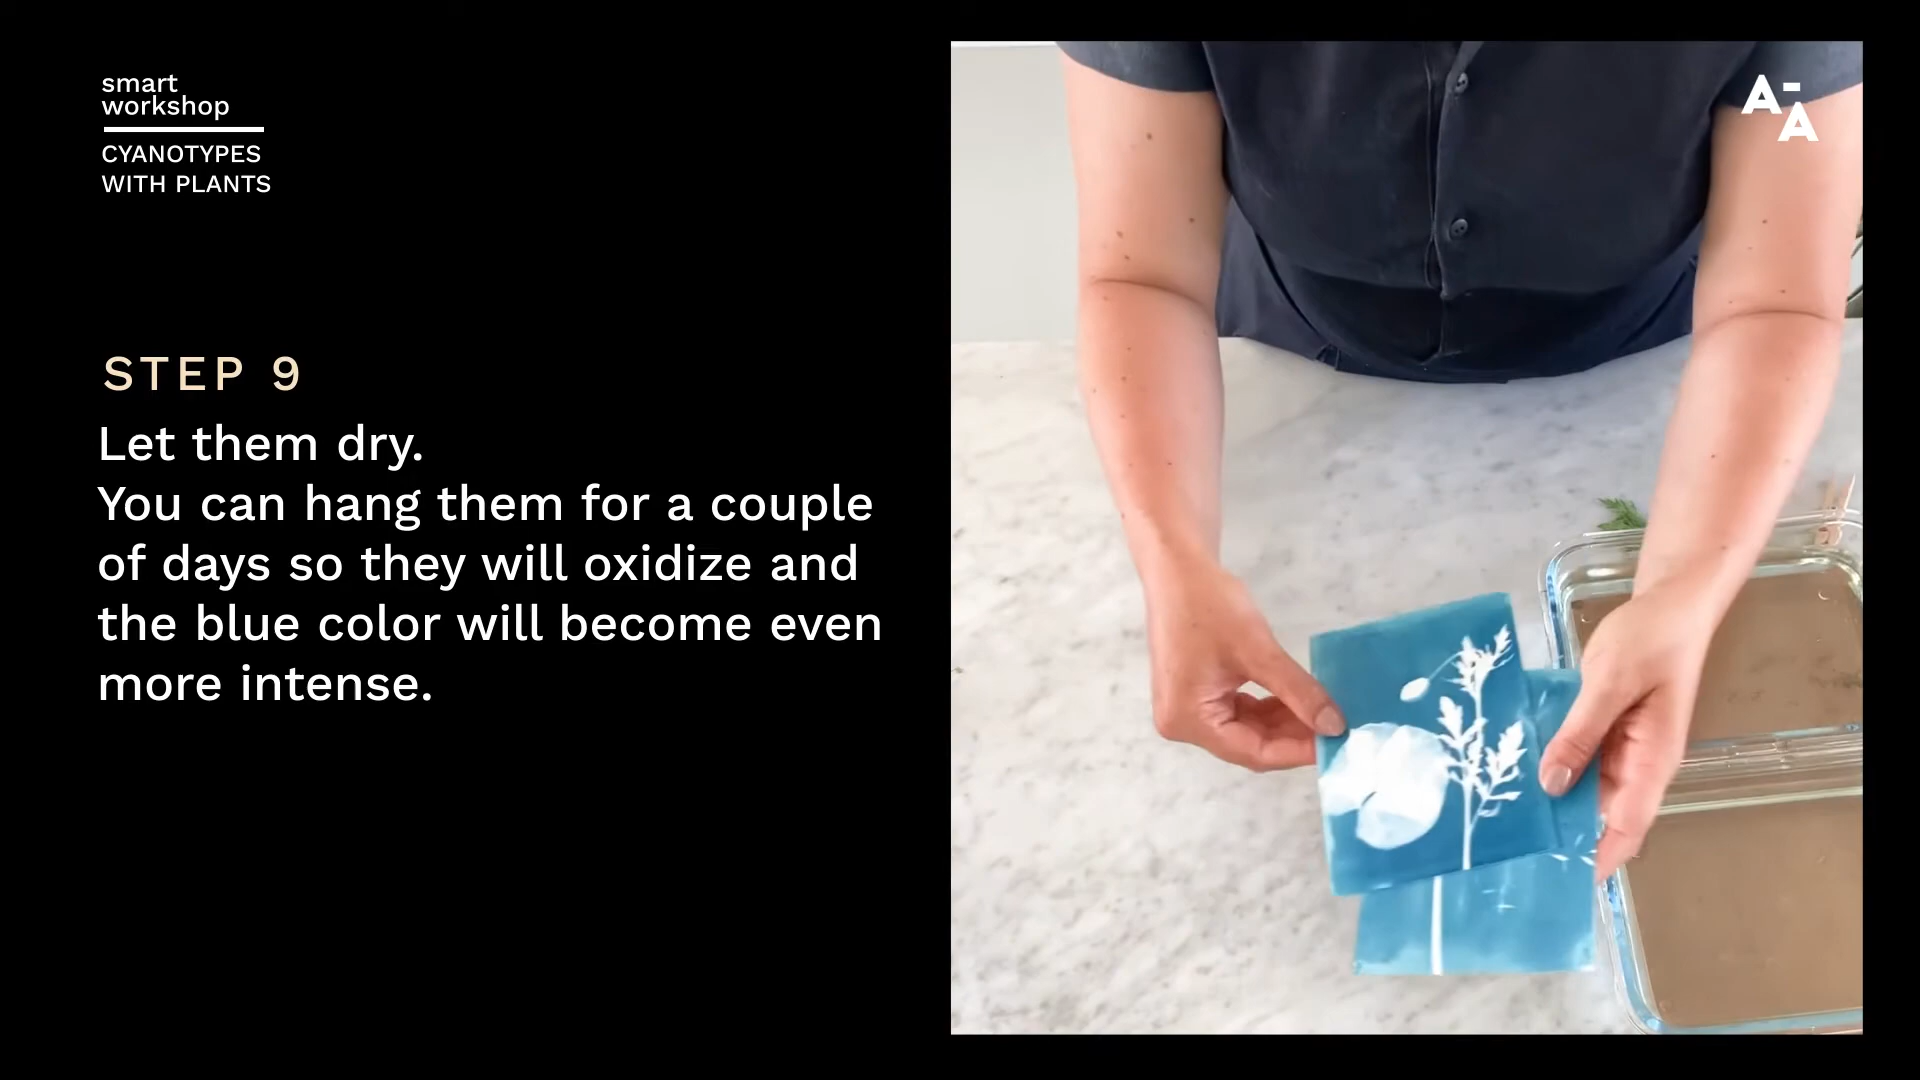 smart
workshop
CYANOTYPES
WITH PLANTS
A-
A
STEP 9
Let them dry.
You can hang them for a couple
of days so they will oxidize and
the blue color will become even
more intense.